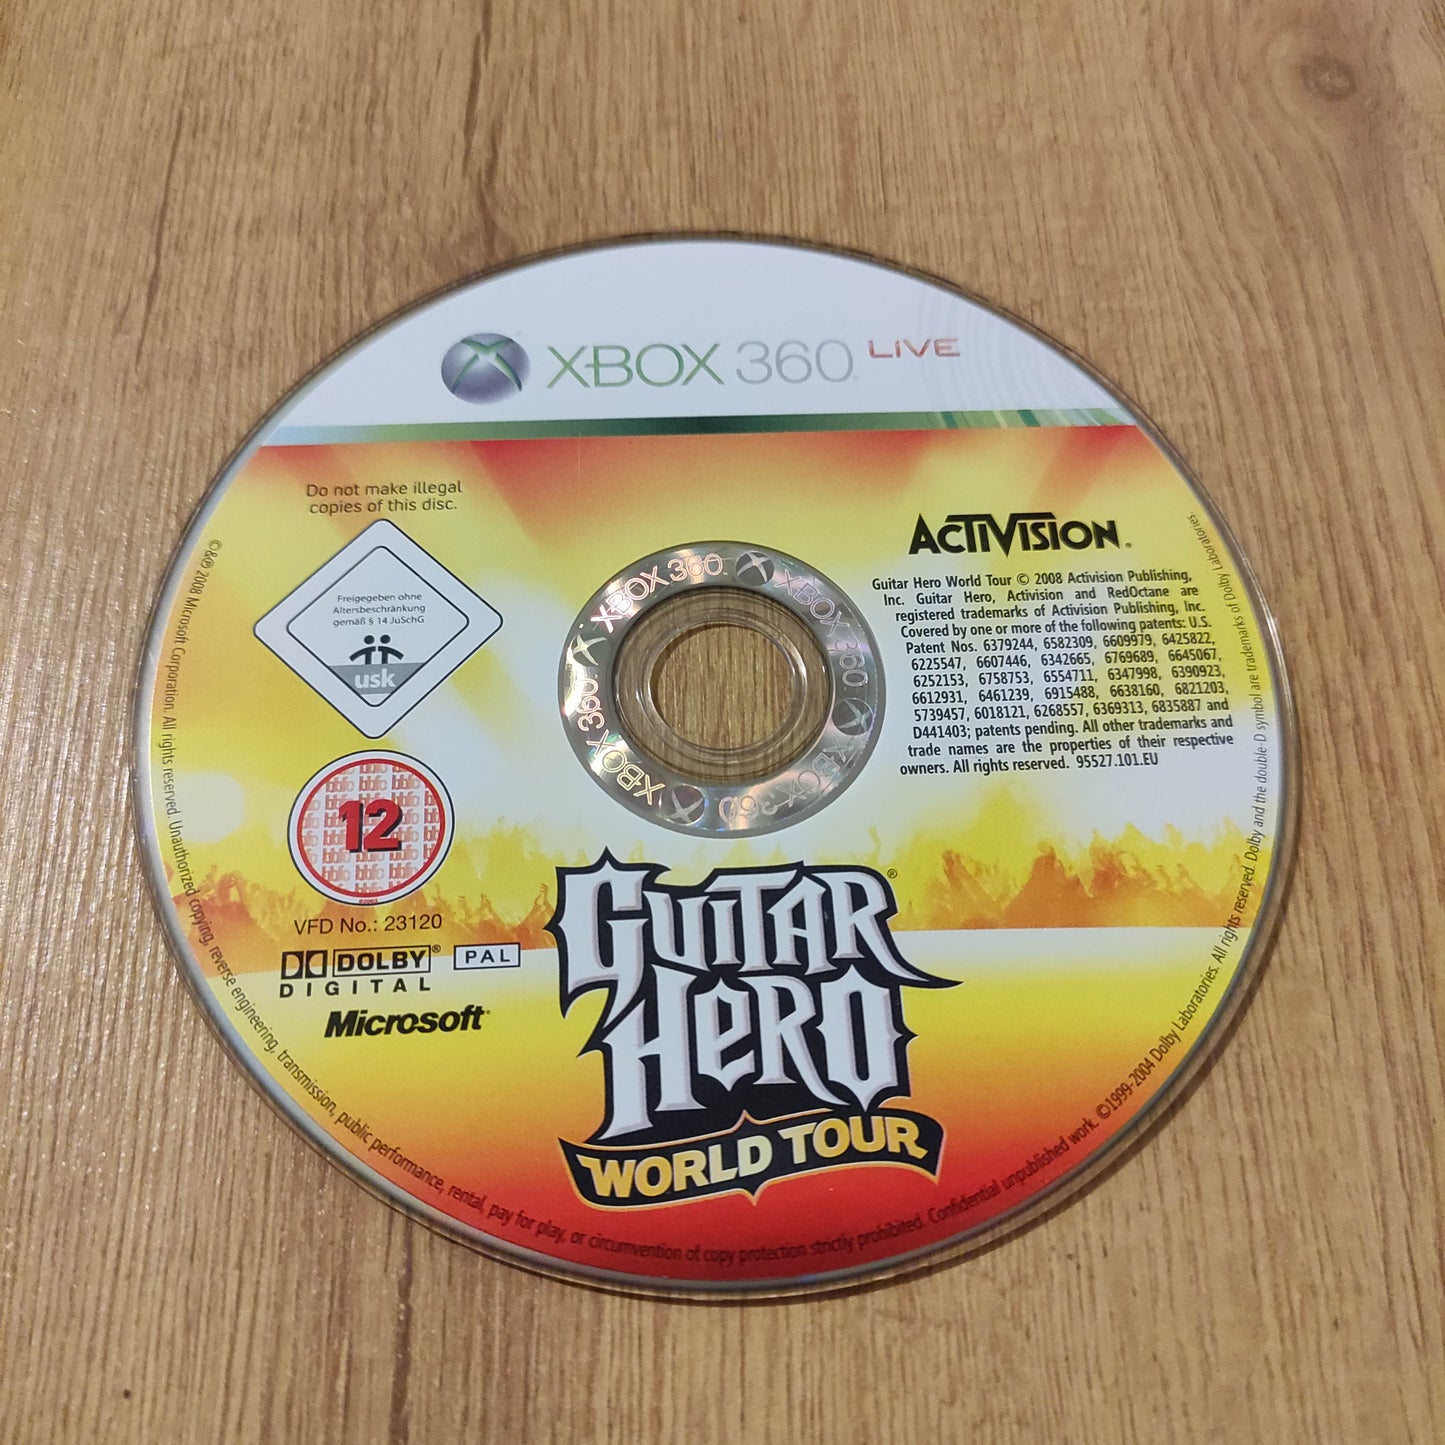 XBOX 360 LIVE
Do not make illegal
copies of this disc.
Freigegeben ohne
Altersbeschränkung
gemäß § 14 JuSchG
usk
bbfc
12
©2002
VFD No.: 23120
DOLBY®
DIGITAL
PAL
Microsoft®
XBOX 360 XBOX 360 XBOX 360 XBOX 360
ACTIVISION®
Guitar Hero World Tour © 2008 Activision Publishing,
Inc. Guitar Hero, Activision and RedOctane are
registered trademarks of Activision Publishing, Inc.
Covered by one or more of the following patents: U.S.
Patent Nos. 6379244, 6582309, 6609979, 6425822,
6225547, 6607446, 6342665, 6769689, 6645067,
6252153, 6758753, 6554711, 6347998, 6390923,
6612931, 6461239, 6915488, 6638160, 6821203,
5739457, 6018121, 6268557, 6369313, 6835887 and
D441403; patents pending. All other trademarks and
trade names are the properties of their respective
owners. All rights reserved. 95527.101.EU
GUITAR®
HERO
WORLD TOUR
©&℗ 2008 Microsoft Corporation. All rights reserved. Unauthorized copying, reverse engineering, transmission, public performance, rental, pay for play, or circumvention of copy protection strictly prohibited. Confidential unpublished work. ©1999-2004 Dolby Laboratories. All rights reserved. Dolby and the double-D symbol are trademarks of Dolby Laboratories.